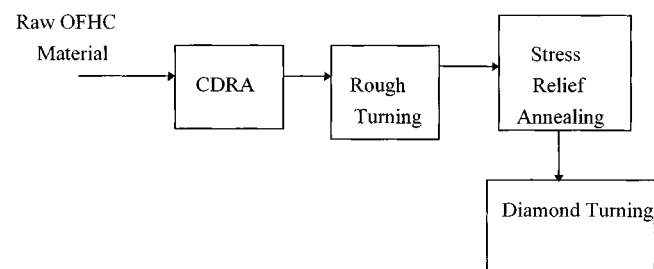 Raw OFHC
Material
CDRA
Rough
Turning
Stress
Relief
Annealing
Diamond Turning